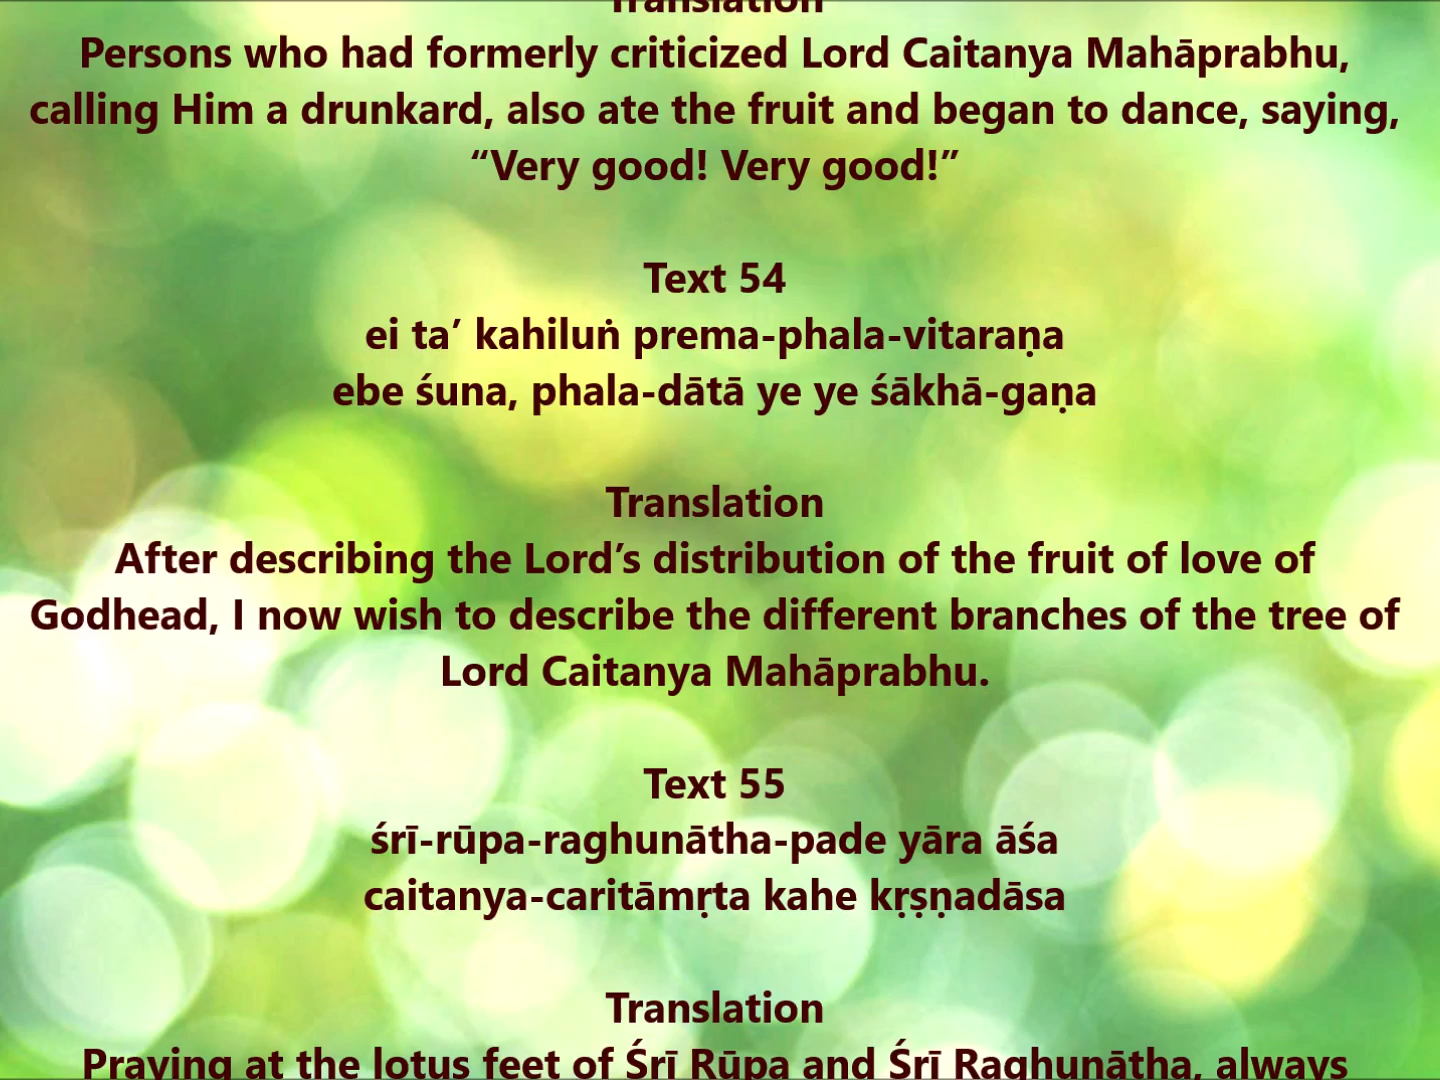 Translation
Persons who had formerly criticized Lord Caitanya Mahāprabhu,
calling Him a drunkard, also ate the fruit and began to dance, saying,
“Very good! Very good!”
Text 54
ei ta’ kahiluṅ prema-phala-vitaraṇa
ebe śuna, phala-dātā ye ye śākhā-gaṇa
Translation
After describing the Lord’s distribution of the fruit of love of
Godhead, I now wish to describe the different branches of the tree of
Lord Caitanya Mahāprabhu.
Text 55
śrī-rūpa-raghunātha-pade yāra āśa
caitanya-caritāmṛta kahe kṛṣṇadāsa
Translation
Praying at the lotus feet of Śrī Rūpa and Śrī Raghunātha, always